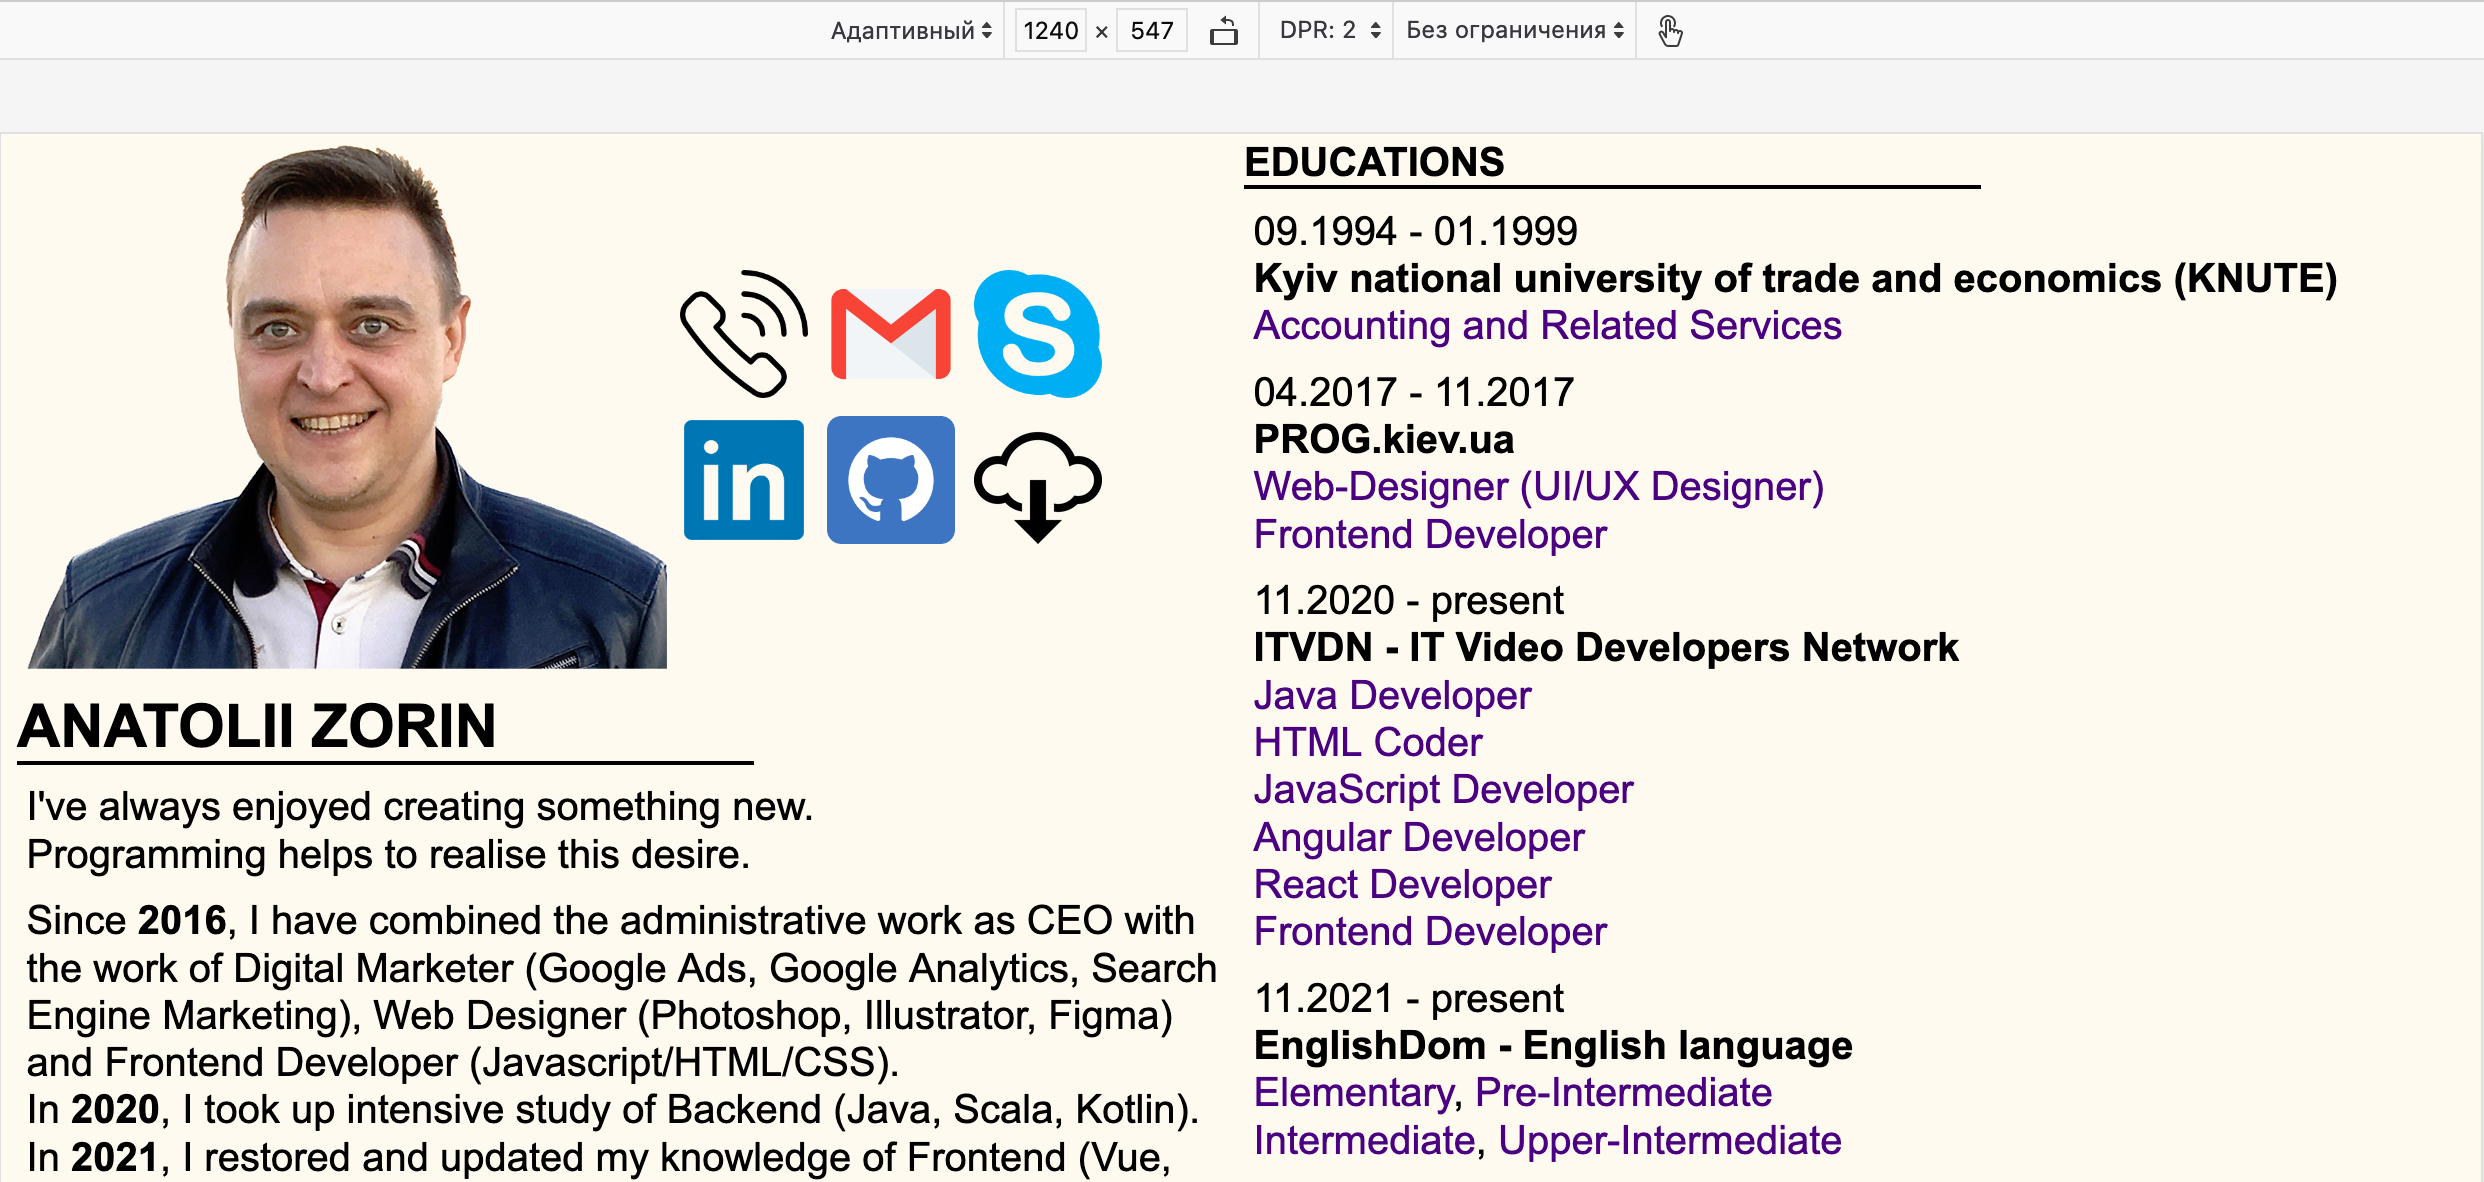 Адаптивный
1240 × 547
DPR: 2
Без ограничения
S
in
ANATOLII ZORIN
I've always enjoyed creating something new.
Programming helps to realise this desire.
Since 2016, I have combined the administrative work as CEO with
the work of Digital Marketer (Google Ads, Google Analytics, Search
Engine Marketing), Web Designer (Photoshop, Illustrator, Figma)
and Frontend Developer (Javascript/HTML/CSS).
In 2020, I took up intensive study of Backend (Java, Scala, Kotlin).
In 2021, I restored and updated my knowledge of Frontend (Vue,
EDUCATIONS
09.1994 - 01.1999
Kyiv national university of trade and economics (KNUTE)
Accounting and Related Services
04.2017 - 11.2017
PROG.kiev.ua
Web-Designer (UI/UX Designer)
Frontend Developer
11.2020 - present
ITVDN - IT Video Developers Network
Java Developer
HTML Coder
JavaScript Developer
Angular Developer
React Developer
Frontend Developer
11.2021 - present
EnglishDom - English language
Elementary, Pre-Intermediate
Intermediate, Upper-Intermediate